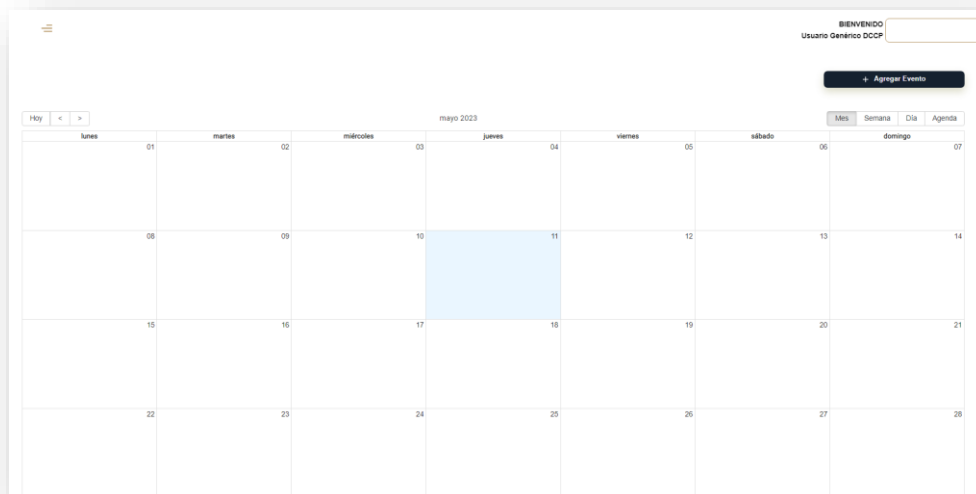 BIENVENIDO
Usuario Genérico DCCP
+ Agregar Evento
Hoy < > mayo 2023 Mes Semana Día Agenda
lunes martes miércoles jueves viernes sábado domingo
01 02 03 04 05 06 07
08 09 10 11 12 13 14
15 16 17 18 19 20 21
22 23 24 25 26 27 28